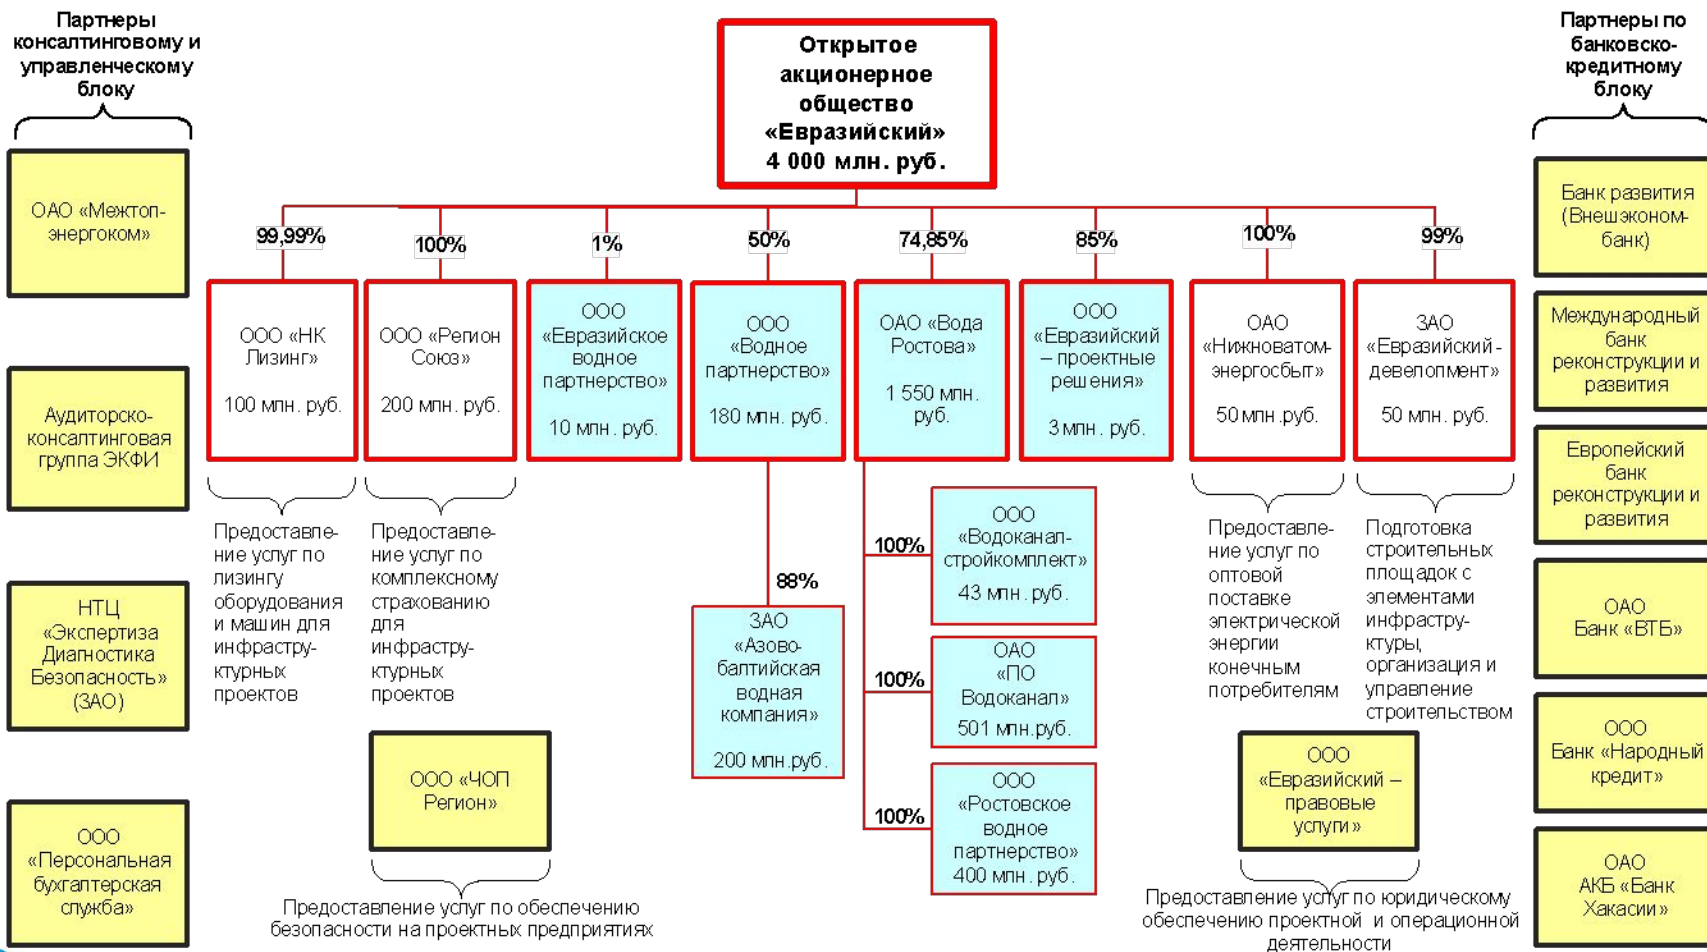 Партнеры
консалтинговому и
управленческому
блоку
ОАО «Межтоп-
энергоком»
Аудиторско-
консалтинговая
группа ЭКФИ
НТЦ
«Экспертиза
Диагностика
Безопасность»
(ЗАО)
ООО
«Персональная
бухгалтерская
служба»
Открытое
акционерное
общество
«Евразийский»
4 000 млн. руб.
99,99%
100%
1%
50%
74,85%
85%
100%
99%
ООО «НК
Лизинг»
100 млн. руб.
ООО «Регион
Союз»
200 млн. руб.
ООО
«Евразийское
водное
партнерство»
10 млн. руб.
ООО
«Водное
партнерство»
180 млн. руб.
ОАО «Вода
Ростова»
1 550 млн.
руб.
ООО
«Евразийский
– проектные
решения»
3 млн. руб.
ОАО
«Нижноватом-
энергосбыт»
50 млн.руб.
ЗАО
«Евразийский -
девелопмент»
50 млн.руб.
Предоставле-
ние услуг по
лизингу
оборудования
и машин для
инфрастру-
ктурных
проектов
Предоставле-
ние услуг по
комплексному
страхованию
для
инфрастру-
ктурных
проектов
88%
ЗАО
«Азово-
балтийская
водная
компания»
200 млн.руб.
100%
ООО
«Водоканал-
стройкомплект»
43 млн. руб.
100%
ОАО
«ПО
Водоканал»
501 млн.руб.
100%
ООО
«Ростовское
водное
партнерство»
400 млн. руб.
Предоставле-
ние услуг по
оптовой
поставке
электрической
энергии
конечным
потребителям
Подготовка
строительных
площадок с
элементами
инфрастру-
ктуры,
организация и
управление
строительством
ООО «ЧОП
Регион»
Предоставление услуг по обеспечению
безопасности на проектных предприятиях
ООО
«Евразийский –
правовые
услуги»
Предоставление услуг по юридическому
обеспечению проектной и операционной
деятельности
Партнеры по
банковско-
кредитному
блоку
Банк развития
(Внешэконом-
банк)
Международный
банк
реконструкции и
развития
Европейский
банк
реконструкции и
развития
ОАО
Банк «ВТБ»
ООО
Банк «Народный
кредит»
ОАО
АКБ «Банк
Хакасии»